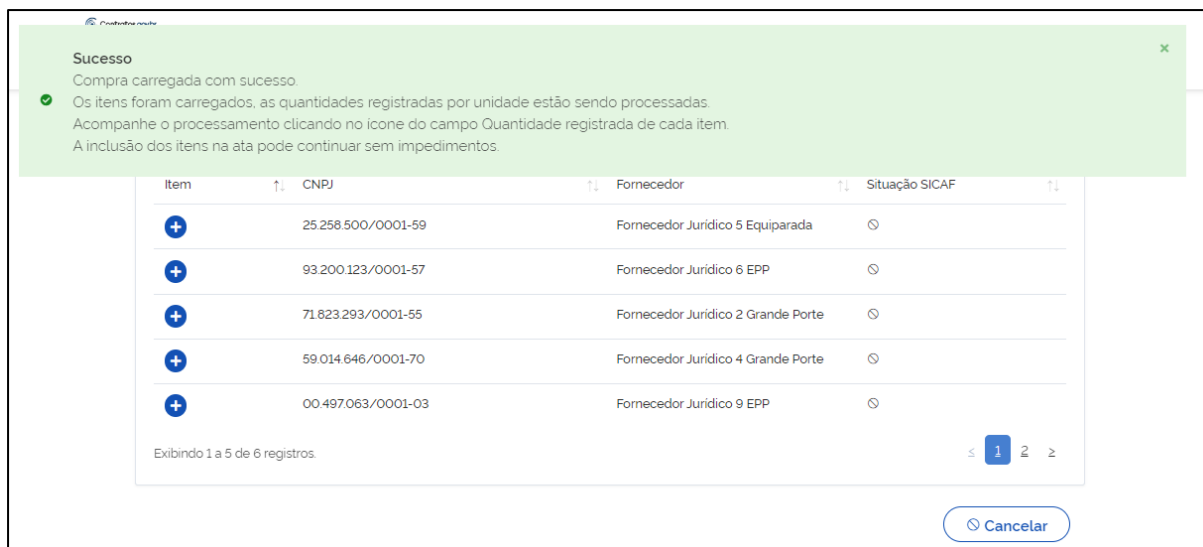 Contratos.gov.br
Sucesso
Compra carregada com sucesso.
Os itens foram carregados, as quantidades registradas por unidade estão sendo processadas.
Acompanhe o processamento clicando no ícone do campo Quantidade registrada de cada item.
A inclusão dos itens na ata pode continuar sem impedimentos.
Item CNPJ Fornecedor Situação SICAF
25.258.500/0001-59 Fornecedor Jurídico 5 Equiparada
93.200.123/0001-57 Fornecedor Jurídico 6 EPP
71.823.293/0001-55 Fornecedor Jurídico 2 Grande Porte
59.014.646/0001-70 Fornecedor Jurídico 4 Grande Porte
00.497.063/0001-03 Fornecedor Jurídico 9 EPP
Exibindo 1 a 5 de 6 registros.
≤ 1 2 ≥
Cancelar